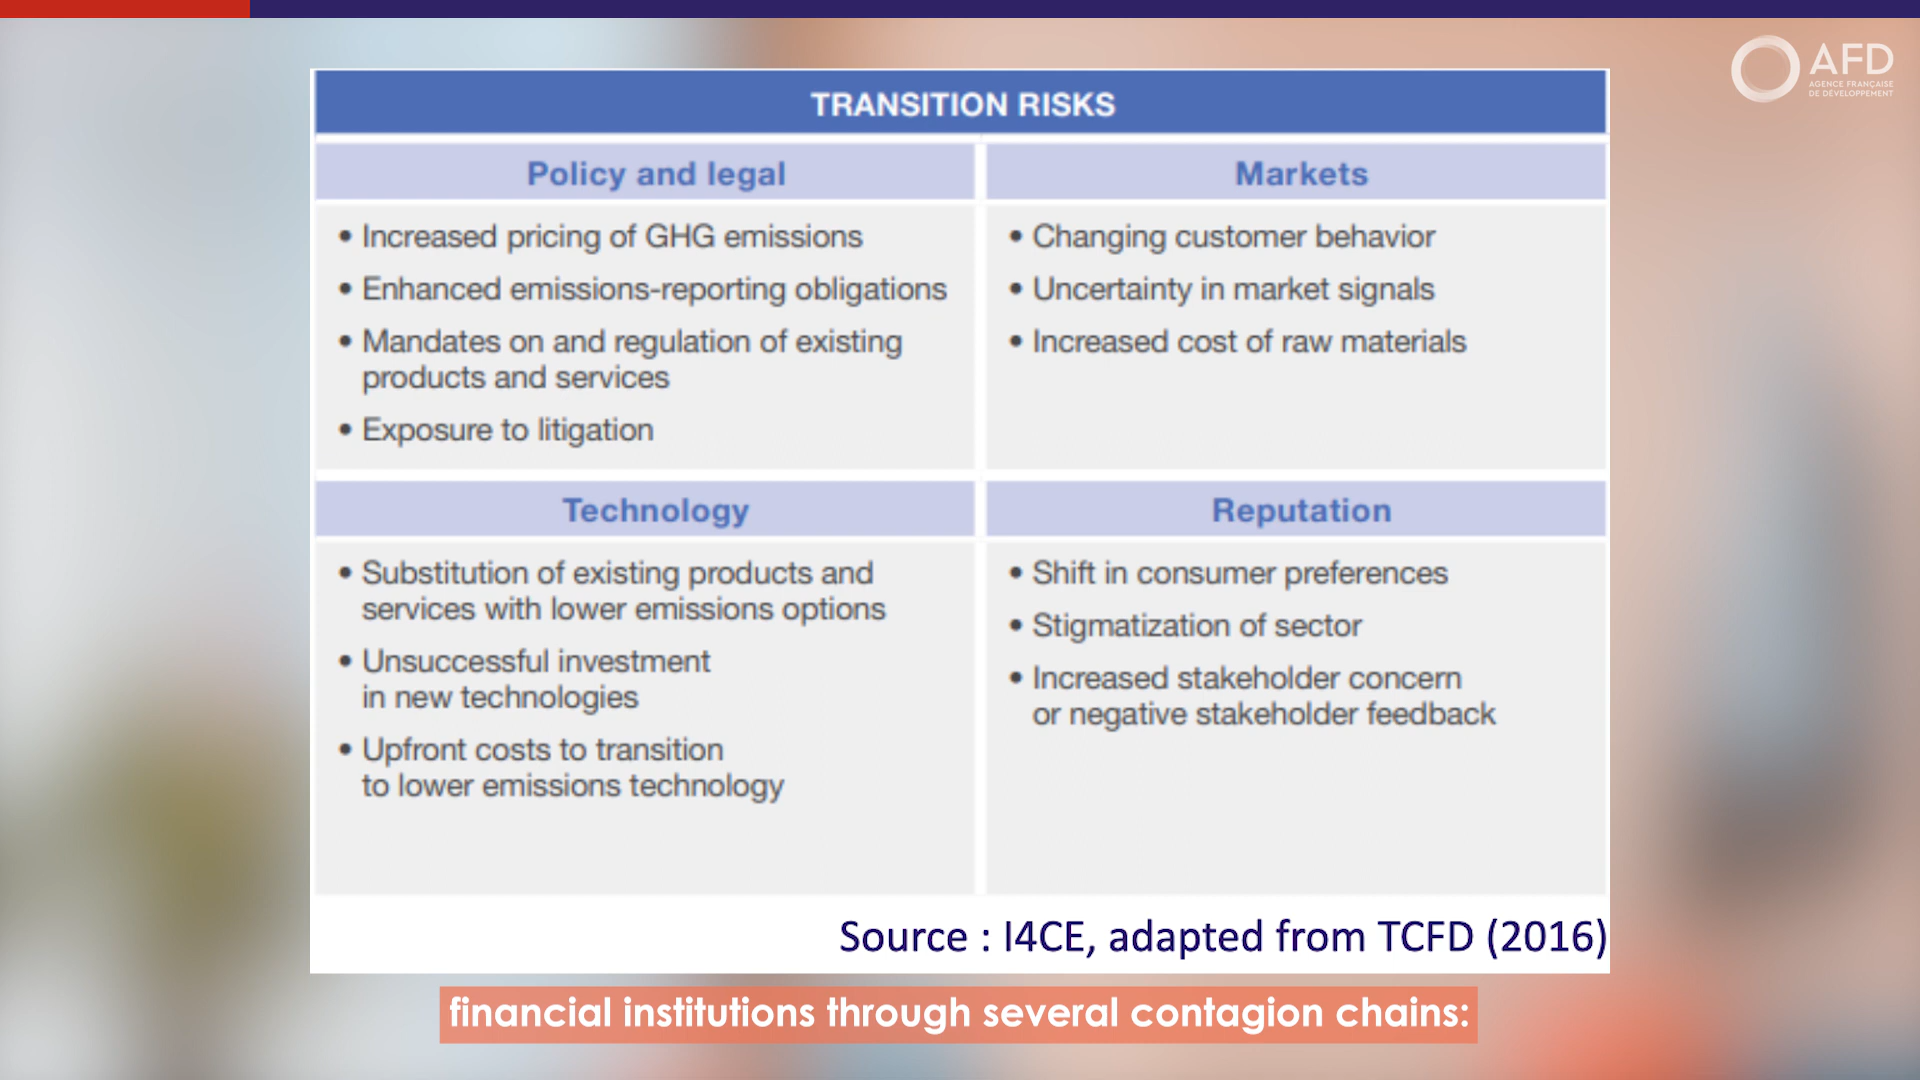 AFD
AGENCE FRANÇAISE
DE DÉVELOPPEMENT
TRANSITION RISKS
Policy and legal
• Increased pricing of GHG emissions
• Enhanced emissions-reporting obligations
• Mandates on and regulation of existing
products and services
• Exposure to litigation
Markets
• Changing customer behavior
• Uncertainty in market signals
• Increased cost of raw materials
Technology
• Substitution of existing products and
services with lower emissions options
• Unsuccessful investment
in new technologies
• Upfront costs to transition
to lower emissions technology
Reputation
• Shift in consumer preferences
• Stigmatization of sector
• Increased stakeholder concern
or negative stakeholder feedback
Source : I4CE, adapted from TCFD (2016)
financial institutions through several contagion chains: